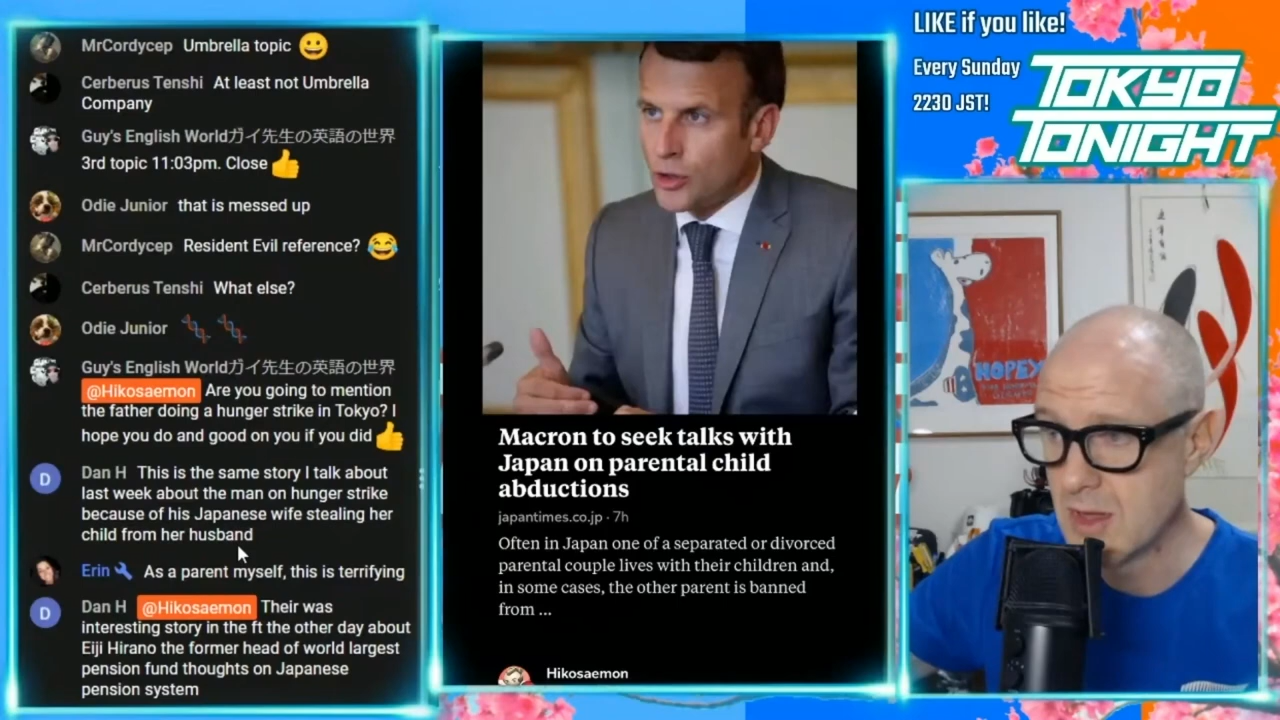 MrCordycep Umbrella topic 😀
Cerberus Tenshi At least not Umbrella
Company
Guy's English Worldガイ先生の英語の世界
3rd topic 11:03pm. Close 👍
Odie Junior that is messed up
MrCordycep Resident Evil reference? 😂
Cerberus Tenshi What else?
Odie Junior 🧬 🧬
Guy's English Worldガイ先生の英語の世界
@Hikosaemon Are you going to mention
the father doing a hunger strike in Tokyo? I
hope you do and good on you if you did 👍
D
Dan H This is the same story I talk about
last week about the man on hunger strike
because of his Japanese wife stealing her
child from her husband
Erin 🔧 As a parent myself, this is terrifying
D
Dan H @Hikosaemon Their was
interesting story in the ft the other day about
Eiji Hirano the former head of world largest
pension fund thoughts on Japanese
pension system
Macron to seek talks with
Japan on parental child
abductions
japantimes.co.jp · 7h
Often in Japan one of a separated or divorced
parental couple lives with their children and,
in some cases, the other parent is banned
from ...
Hikosaemon
LIKE if you like!
Every Sunday
2230 JST!
TOKYO
TONIGHT
HOPEY